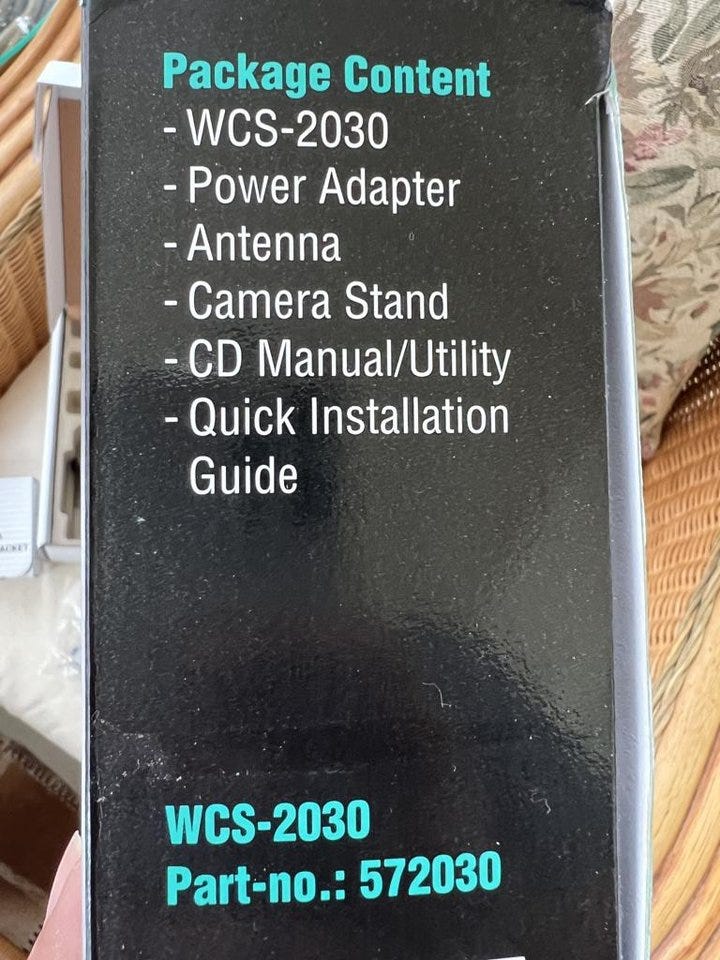 Package Content
- WCS-2030
- Power Adapter
- Antenna
- Camera Stand
- CD Manual/Utility
- Quick Installation
Guide
ACKET
WCS-2030
Part-no.: 572030